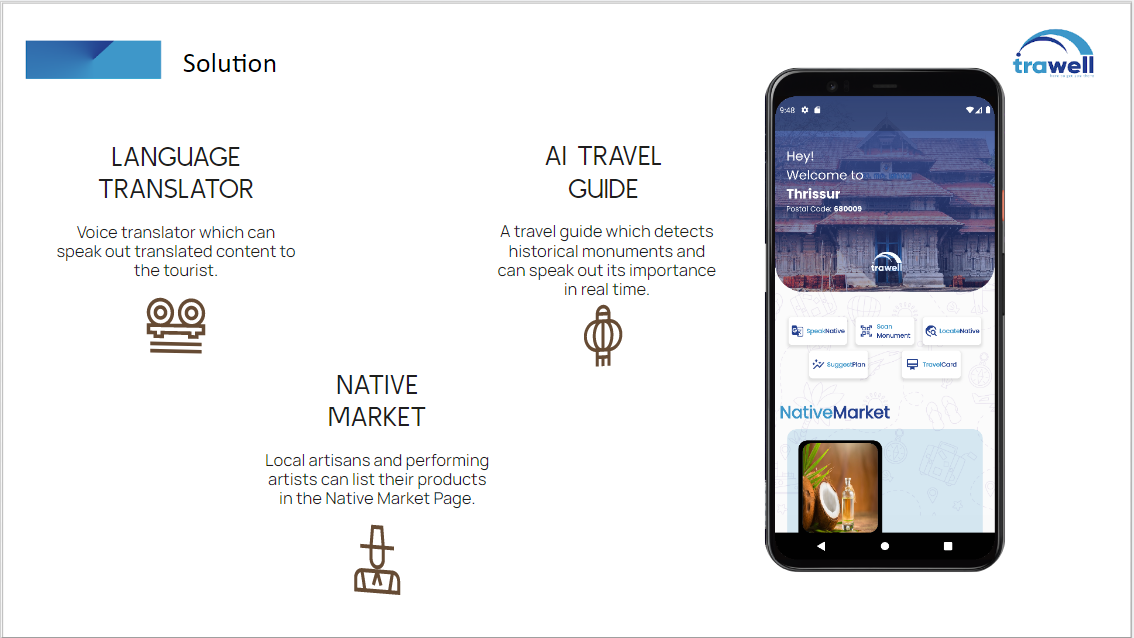 Solution
trawell
LANGUAGE
TRANSLATOR
Voice translator which can
speak out translated content to
the tourist.
AI TRAVEL
GUIDE
A travel guide which detects
historical monuments and
can speak out its importance
in real time.
NATIVE
MARKET
Local artisans and performing
artists can list their products
in the Native Market Page.
9:48
Hey!
Welcome to
Thrissur
Postal Code: 680009
trawell
SpeakNative
Scan
Monument
LocateNative
SuggestPlan
TravelCard
NativeMarket